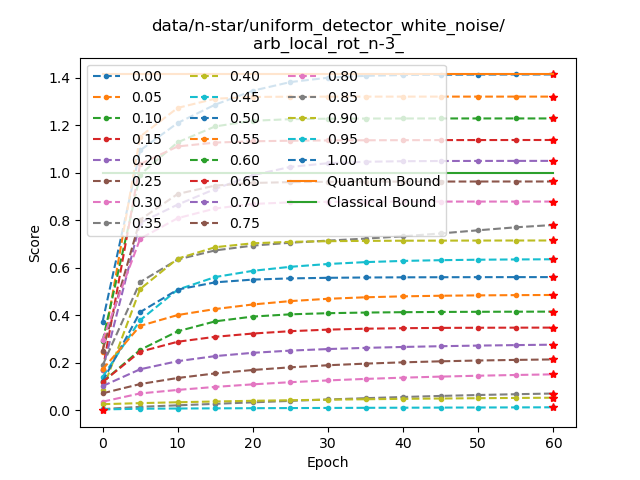 data/n-star/uniform_detector_white_noise/
arb_local_rot_n-3_
0.00 0.40 0.80
0.05 0.45 0.85
0.10 0.50 0.90
0.15 0.55 0.95
0.20 0.60 1.00
0.25 0.65 Quantum Bound
0.30 0.70 Classical Bound
0.35 0.75
1.4
1.2
1.0
0.8
0.6
0.4
0.2
0.0
Score
0 10 20 30 40 50 60
Epoch